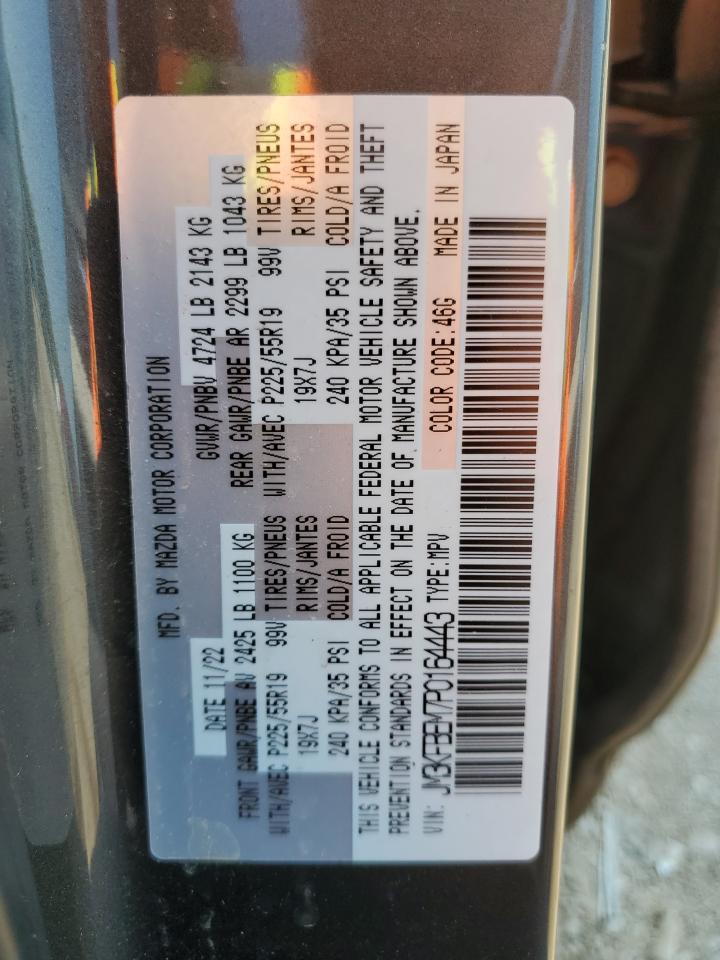 MFD. BY MAZDA MOTOR CORPORATION
DATE 11/22 GVWR/PNBV 4724 LB 2143 KG
FRONT GAWR/PNBE AV 2425 LB 1100 KG REAR GAWR/PNBE AR 2299 LB 1043 KG
WITH/AVEC P225/55R19 99V TIRES/PNEUS WITH/AVEC P225/55R19 99V TIRES/PNEUS
19X7J RIMS/JANTES 19X7J RIMS/JANTES
240 KPA/35 PSI COLD/A FROID 240 KPA/35 PSI COLD/A FROID
THIS VEHICLE CONFORMS TO ALL APPLICABLE FEDERAL MOTOR VEHICLE SAFETY AND THEFT
PREVENTION STANDARDS IN EFFECT ON THE DATE OF MANUFACTURE SHOWN ABOVE.
VIN: JM3KFBEM7P0164443 TYPE:MPV COLOR CODE:46G MADE IN JAPAN